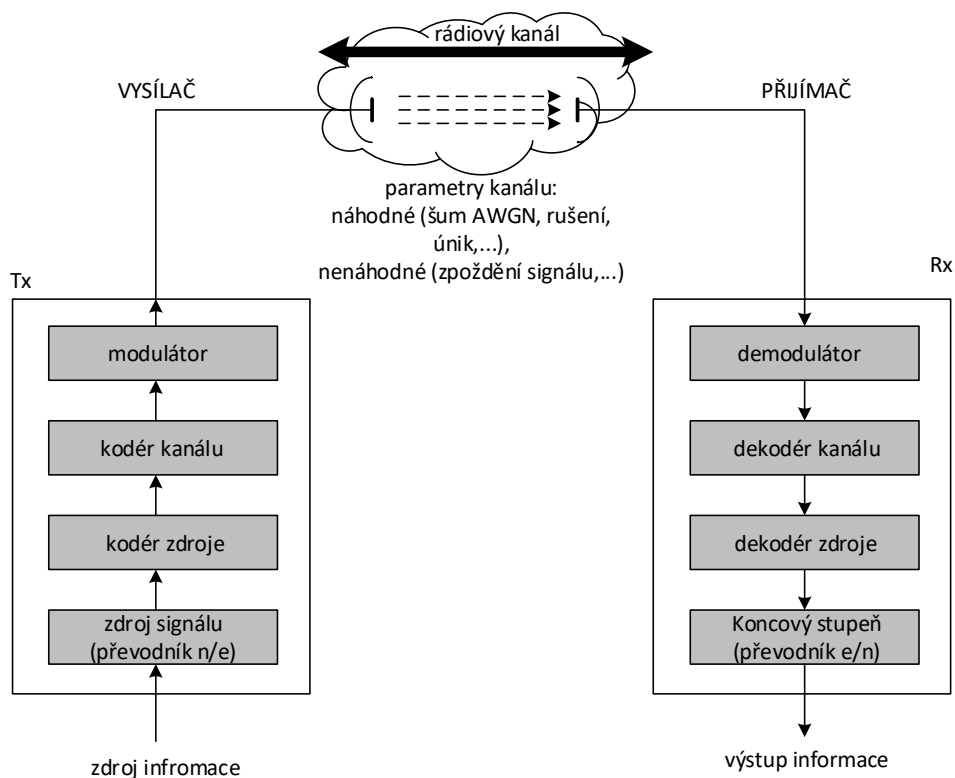 rádiový kanál
VYSÍLAČ
PŘIJÍMAČ
parametry kanálu:
náhodné (šum AWGN, rušení,
únik,...),
nenáhodné (zpoždění signálu,...)
Tx
modulátor
kodér kanálu
kodér zdroje
zdroj signálu
(převodník n/e)
zdroj infromace
Rx
demodulátor
dekodér kanálu
dekodér zdroje
Koncový stupeň
(převodník e/n)
výstup informace